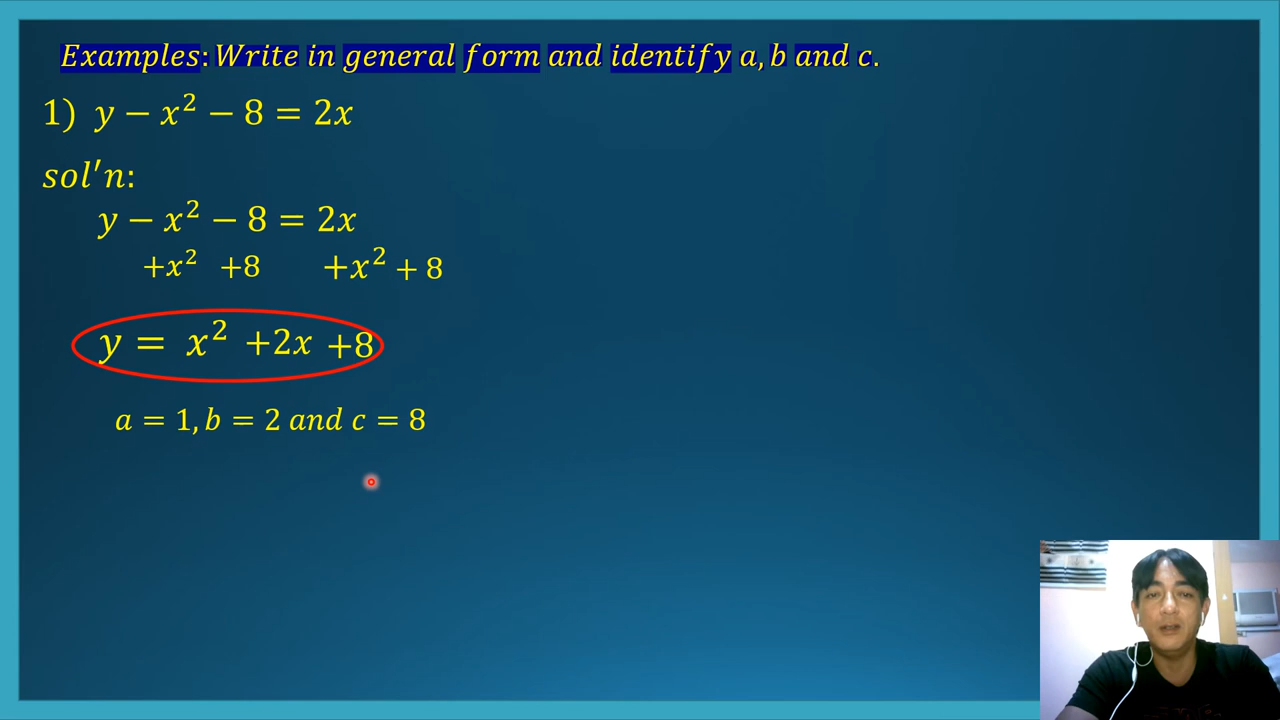 Examples: Write in general form and identify a, b and c.
1) y − x² − 8 = 2x
sol′n:
y − x² − 8 = 2x
+x² +8 +x² + 8
y = x² +2x +8
a = 1, b = 2 and c = 8